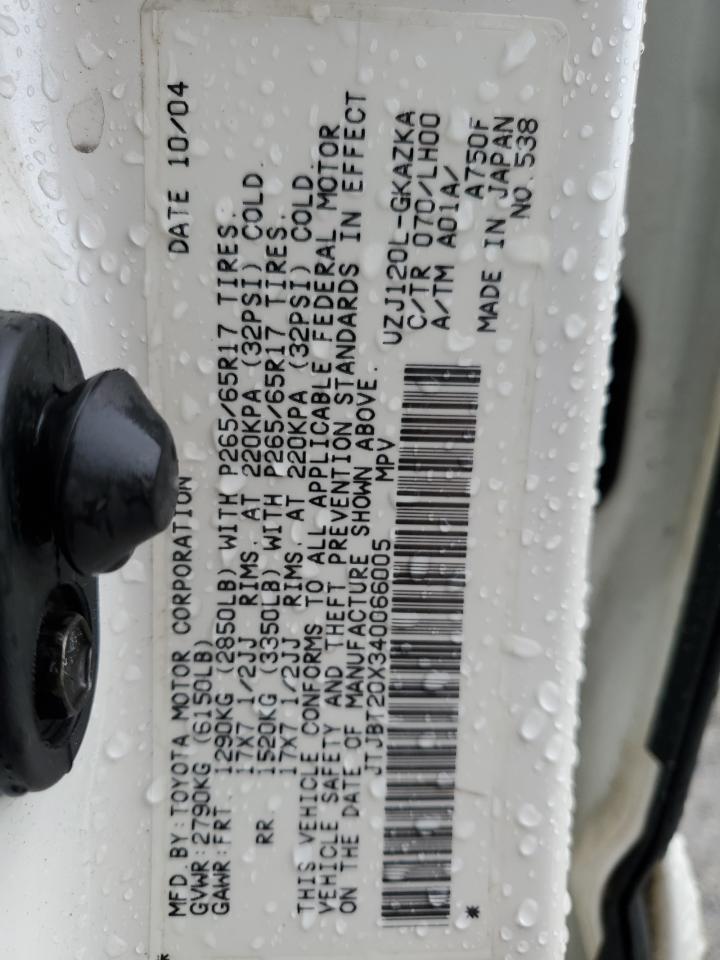 MFD. BY: TOYOTA MOTOR CORPORATION DATE 10/04
GVWR: 2790KG (6150LB)
GAWR: FRT. 1290KG (2850LB) WITH P265/65R17 TIRES.
17X7 1/2JJ RIMS. AT 220KPA (32PSI) COLD.
RR 1520KG (3350LB) WITH P265/65R17 TIRES.
17X7 1/2JJ RIMS. AT 220KPA (32PSI) COLD.
THIS VEHICLE CONFORMS TO ALL APPLICABLE FEDERAL MOTOR
VEHICLE SAFETY AND THEFT PREVENTION STANDARDS IN EFFECT
ON THE DATE OF MANUFACTURE SHOWN ABOVE.
JTJBT20X340066005 MPV
UZJ120L-GKAZKA
C/TR 070/LH00
A/TM A01A/
A750F
MADE IN JAPAN
NO. 538
* *